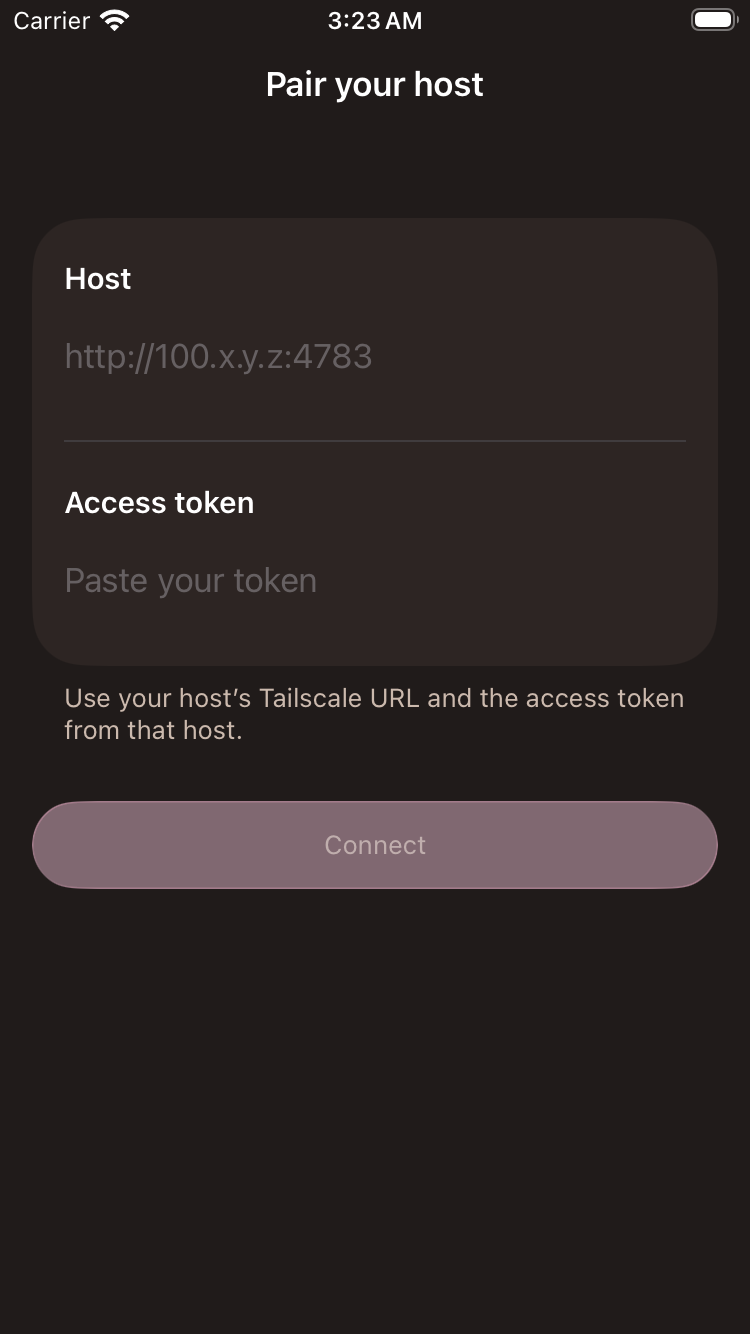 Carrier 3:23 AM
Pair your host
Host
http://100.x.y.z:4783
Access token
Paste your token
Use your host’s Tailscale URL and the access token
from that host.
Connect